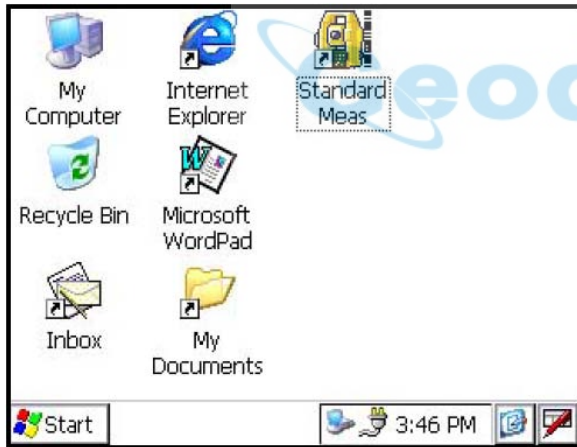 My
Computer
Internet
Explorer
Standard
Meas
Recycle Bin
Microsoft
WordPad
Inbox
My
Documents
Start
3:46 PM